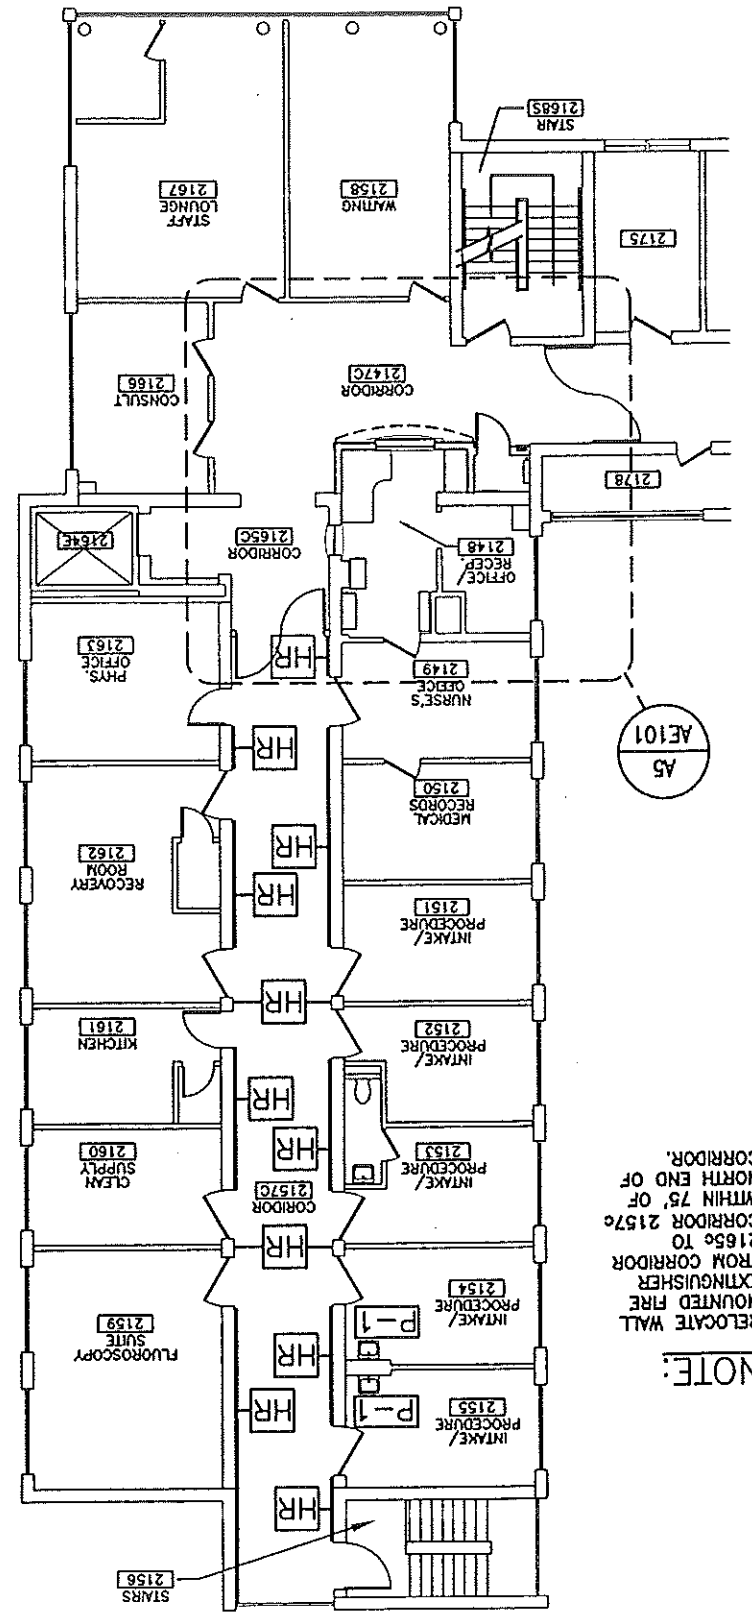 STAIRS
2156
HR
INTAKE/
PROCEDURE
2155
P-1
HR
HR
INTAKE/
PROCEDURE
2154
P-1
FLUOROSCOPY
SUITE
2159
NOTE:
RELOCATE WALL
MOUNTED FIRE
EXTINGUISHER
FROM CORRIDOR
2165c TO
CORRIDOR 2157c
WITHIN 75' OF
NORTH END OF
CORRIDOR.
HR
CORIDOR
2157C
INTAKE/
PROCEDURE
2153
HR
HR
CLEAN
SUPPLY
2160
INTAKE/
PROCEDURE
2152
KITCHEN
2161
HR
INTAKE/
PROCEDURE
2151
HR
HR
RECOVERY
ROOM
2162
MEDICAL
RECORDS
2150
HR
A5
AE101
NURSE'S
OFFICE
2149
HR
PHYS.
OFFICE
2163
OFFICE/
RECEP.
2148
CORRIDOR
2165C
2164E
2178
CORRIDOR
2147C
CONSULT
2166
2175
WAITING
2158
STAFF
LOUNGE
2167
STAIR
2168S